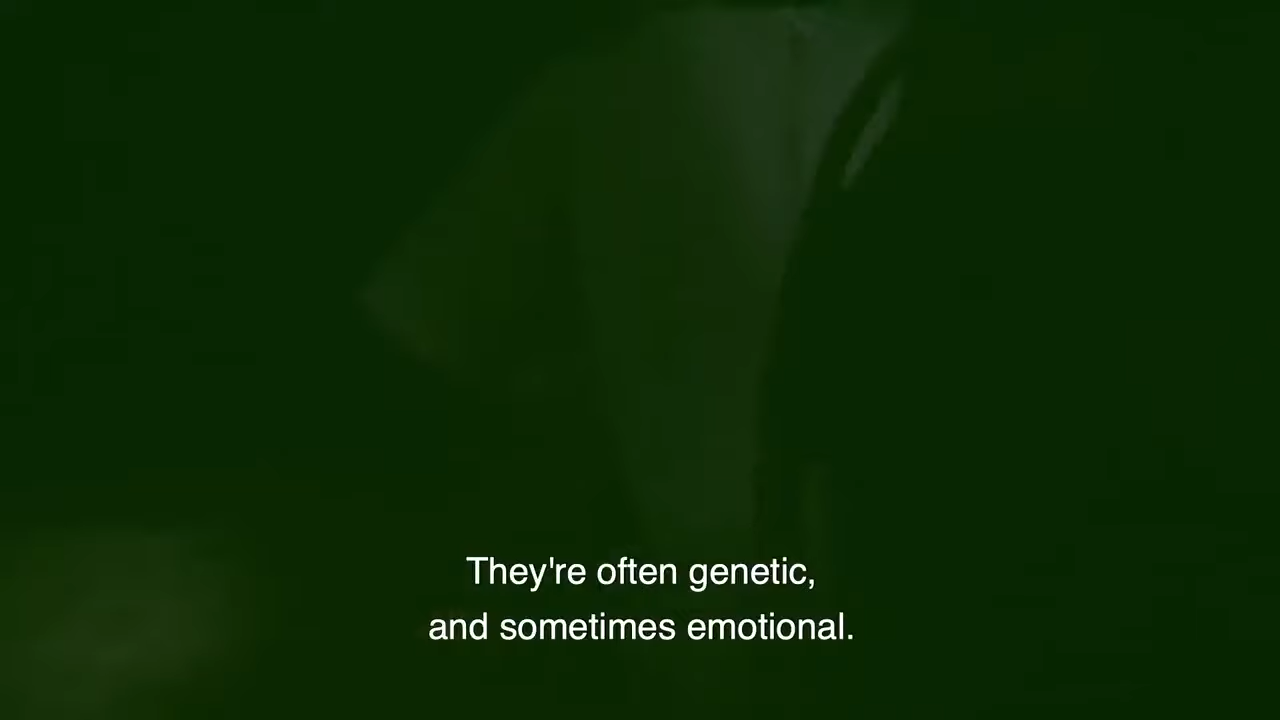 They're often genetic,
and sometimes emotional.